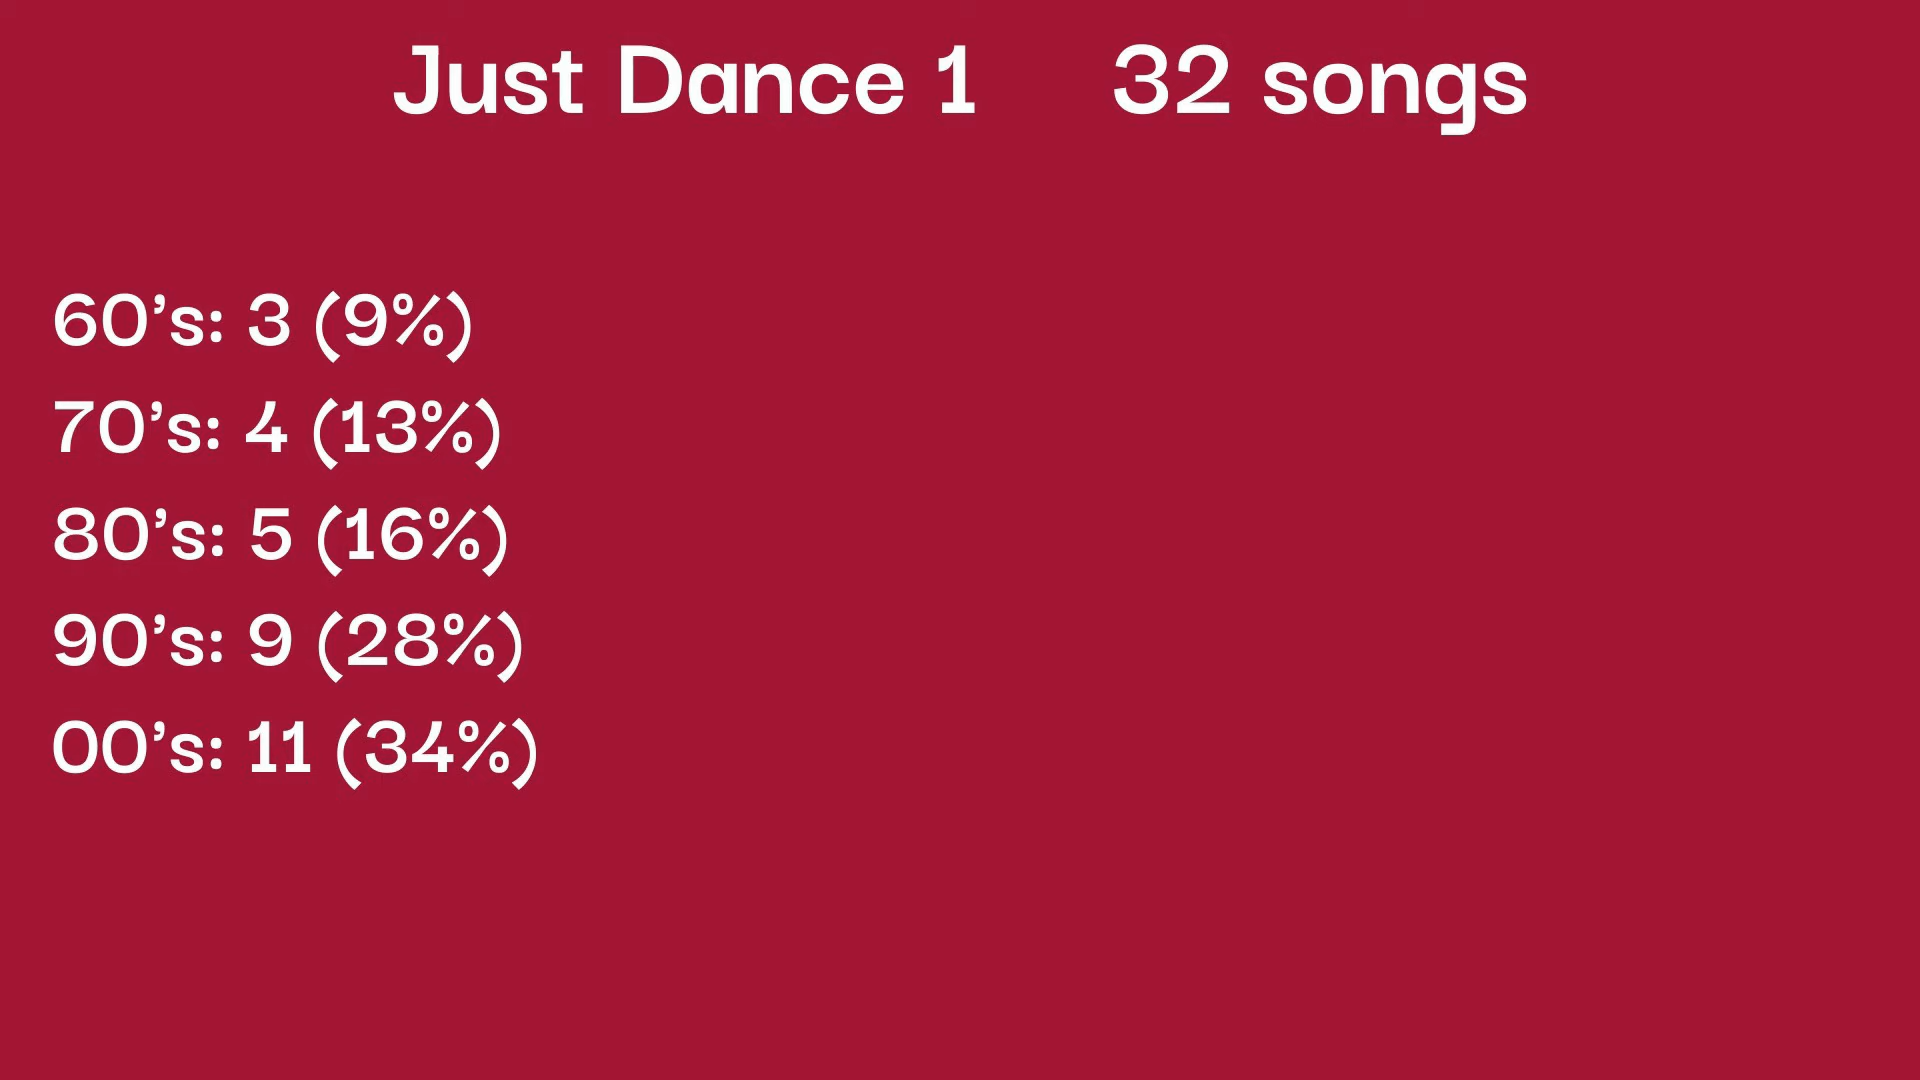 Just Dance 1 32 songs
60’s: 3 (9%)
70’s: 4 (13%)
80’s: 5 (16%)
90’s: 9 (28%)
00’s: 11 (34%)